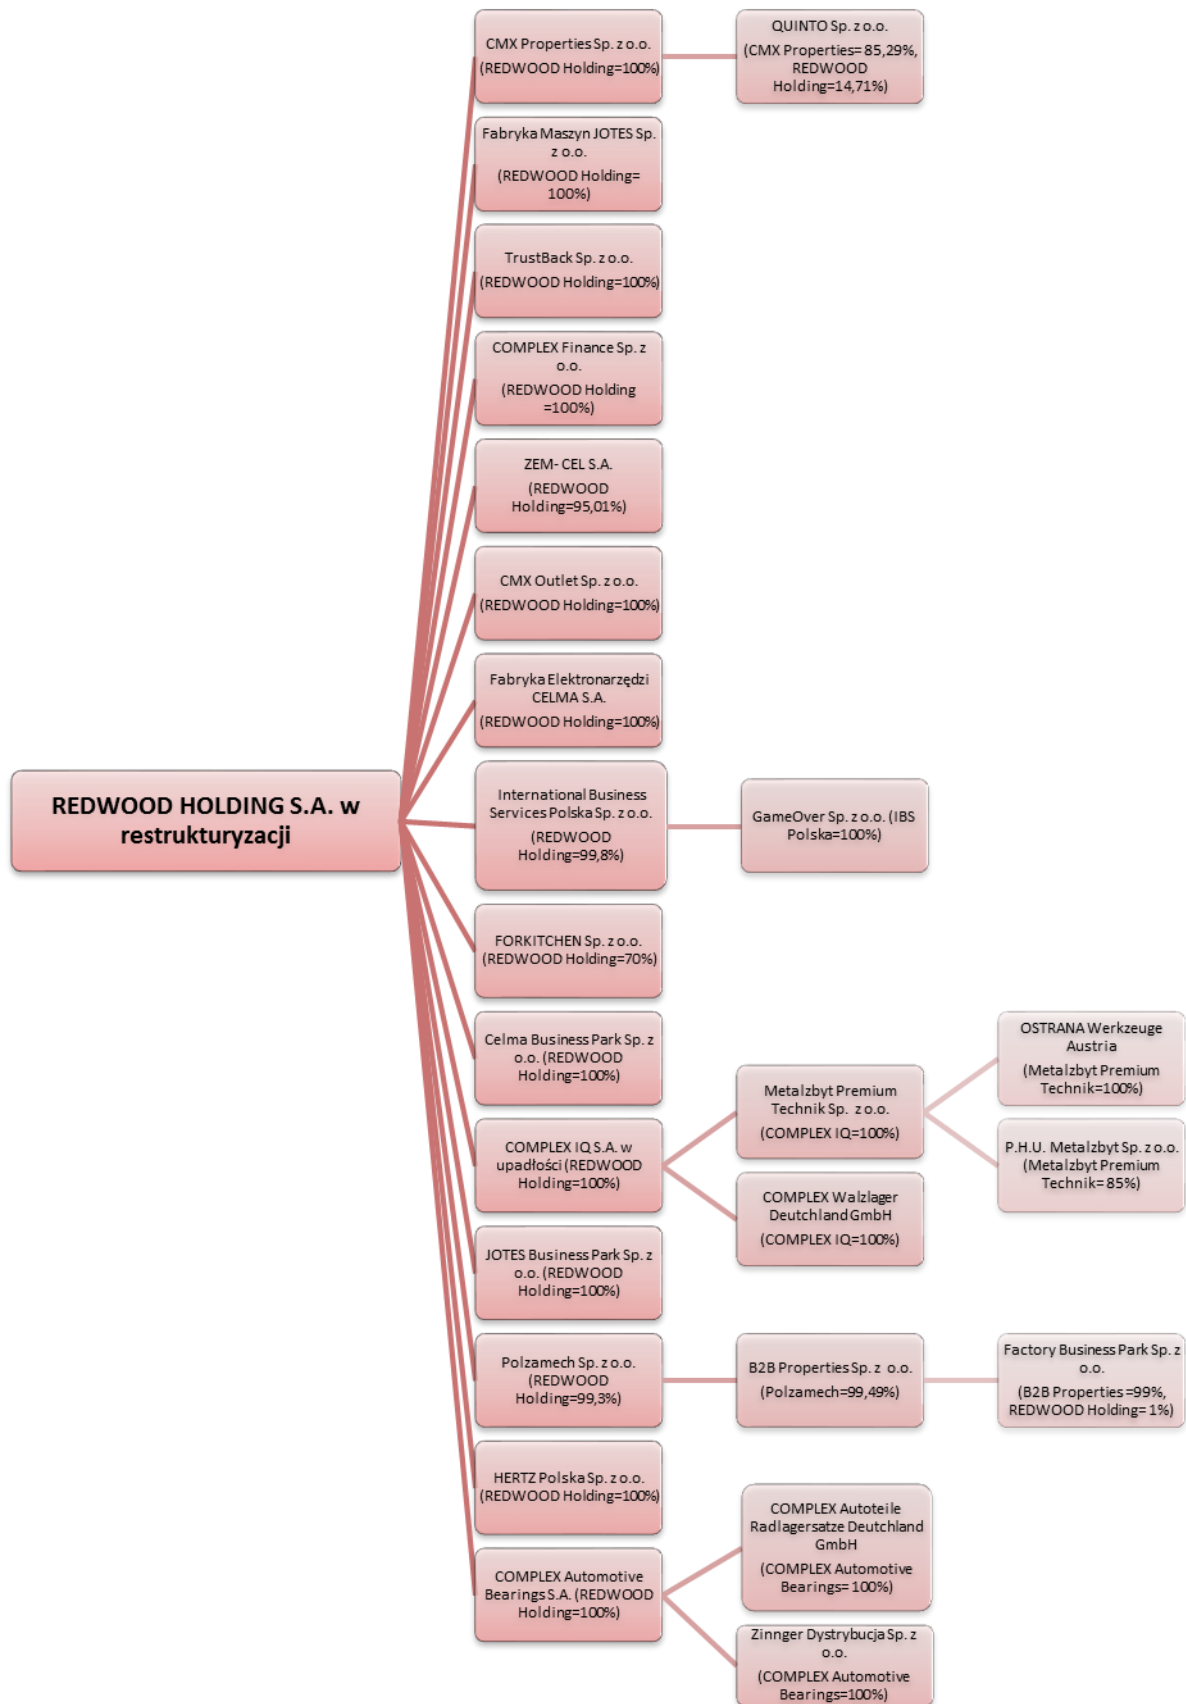 CMX Properties Sp. z o.o.
(REDWOOD Holding=100%)
QUINTO Sp. z o.o.
(CMX Properties= 85,29%,
REDWOOD
Holding=14,71%)
Fabryka Maszyn JOTES Sp.
z o.o.
(REDWOOD Holding=
100%)
TrustBack Sp. z o.o.
(REDWOOD Holding=100%)
COMPLEX Finance Sp. z
o.o.
(REDWOOD Holding
=100%)
ZEM- CEL S.A.
(REDWOOD
Holding=95,01%)
CMX Outlet Sp. z o.o.
(REDWOOD Holding=100%)
Fabryka Elektronarzędzi
CELMA S.A.
(REDWOOD Holding=100%)
REDWOOD HOLDING S.A. w
restrukturyzacji
International Business
Services Polska Sp. z o.o.
(REDWOOD
Holding=99,8%)
GameOver Sp. z o.o. (IBS
Polska=100%)
FORKITCHEN Sp. z o.o.
(REDWOOD Holding=70%)
Celma Business Park Sp. z
o.o. (REDWOOD
Holding=100%)
COMPLEX IQ S.A. w
upadłości (REDWOOD
Holding=100%)
Metalzbyt Premium
Technik Sp. z o.o.
(COMPLEX IQ=100%)
OSTRANA Werkzeuge
Austria
(Metalzbyt Premium
Technik=100%)
P.H.U. Metalzbyt Sp. z o.o.
(Metalzbyt Premium
Technik= 85%)
COMPLEX Walzlager
Deutchland GmbH
(COMPLEX IQ=100%)
JOTES Business Park Sp. z
o.o. (REDWOOD
Holding=100%)
Polzamech Sp. z o.o.
(REDWOOD
Holding=99,3%)
B2B Properties Sp. z o.o.
(Polzamech=99,49%)
Factory Business Park Sp. z
o.o.
(B2B Properties =99%,
REDWOOD Holding= 1%)
HERTZ Polska Sp. z o.o.
(REDWOOD Holding=100%)
COMPLEX Automotive
Bearings S.A. (REDWOOD
Holding=100%)
COMPLEX Autoteile
Radlagersatze Deutchland
GmbH
(COMPLEX Automotive
Bearings= 100%)
Zinnger Dystrybucja Sp. z
o.o.
(COMPLEX Automotive
Bearings=100%)